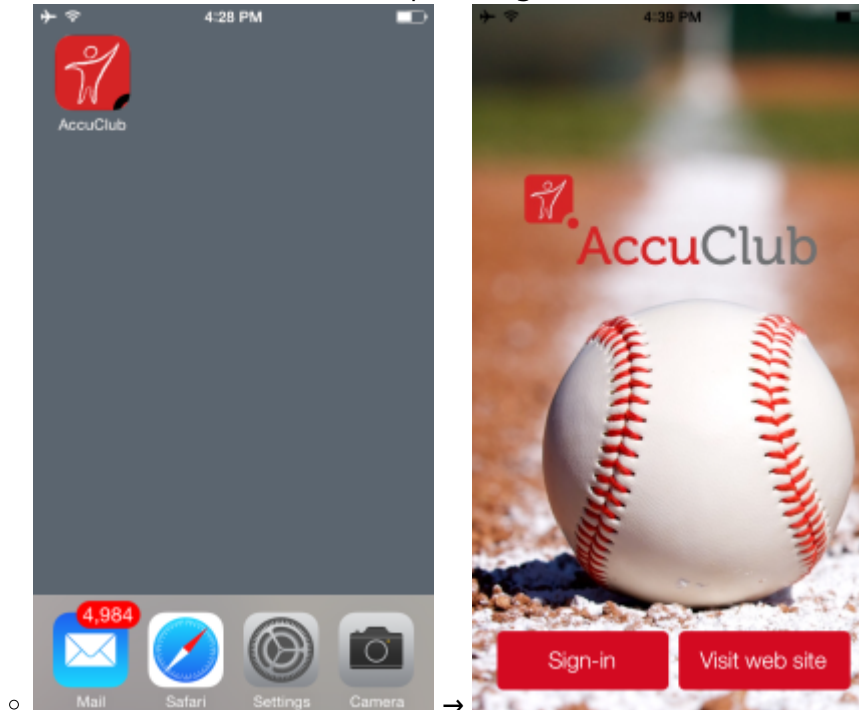 4:28 PM
AccuClub
4,984
Mail Safari Settings Camera
→
4:39 PM
AccuClub
Sign-in Visit web site